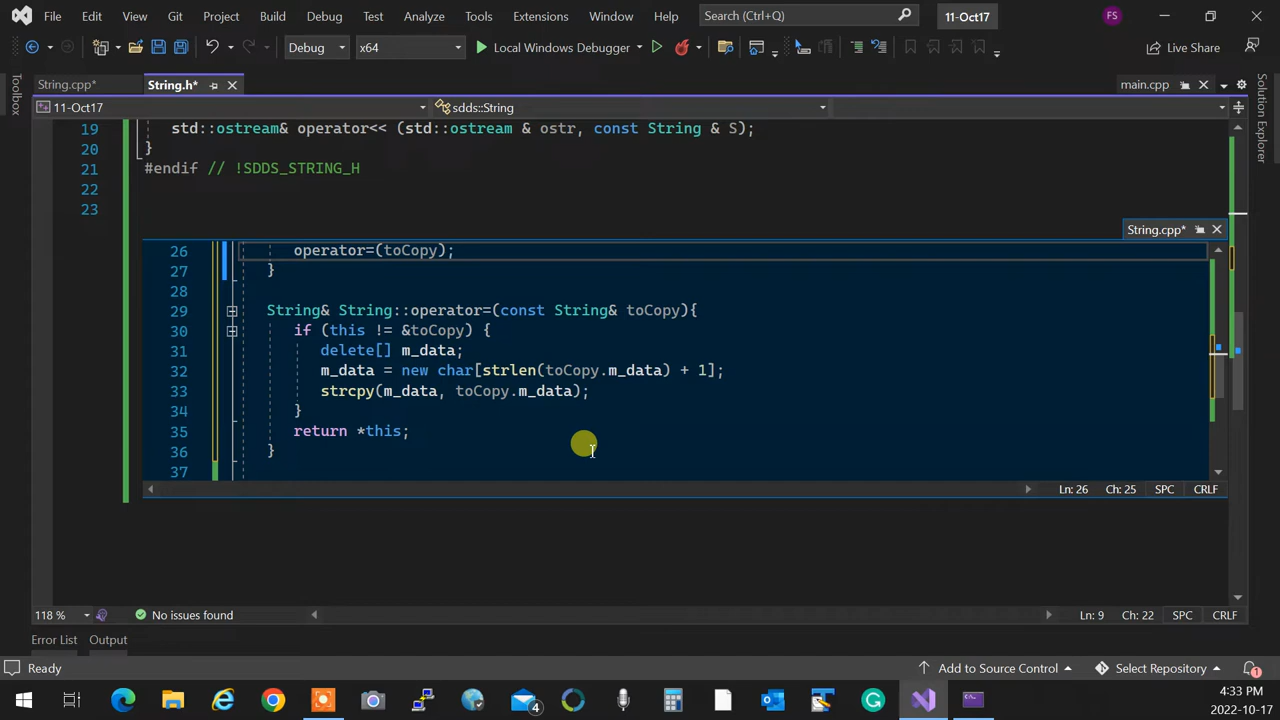 File Edit View Git Project Build Debug Test Analyze Tools Extensions Window Help Search (Ctrl+Q) 11-Oct17 FS
Debug x64 Local Windows Debugger Live Share
String.cpp* String.h* main.cpp
11-Oct17 sdds::String
Toolbox
Solution Explorer
19 std::ostream& operator<< (std::ostream & ostr, const String & S);
20 }
21 #endif // !SDDS_STRING_H
22
23
String.cpp*
26 operator=(toCopy);
27 }
28
29 String& String::operator=(const String& toCopy){
30 if (this != &toCopy) {
31 delete[] m_data;
32 m_data = new char[strlen(toCopy.m_data) + 1];
33 strcpy(m_data, toCopy.m_data);
34 }
35 return *this;
36 }
37
Ln: 26 Ch: 25 SPC CRLF
118 % No issues found Ln: 9 Ch: 22 SPC CRLF
Error List Output
Ready Add to Source Control Select Repository 1
4
4:33 PM
2022-10-17